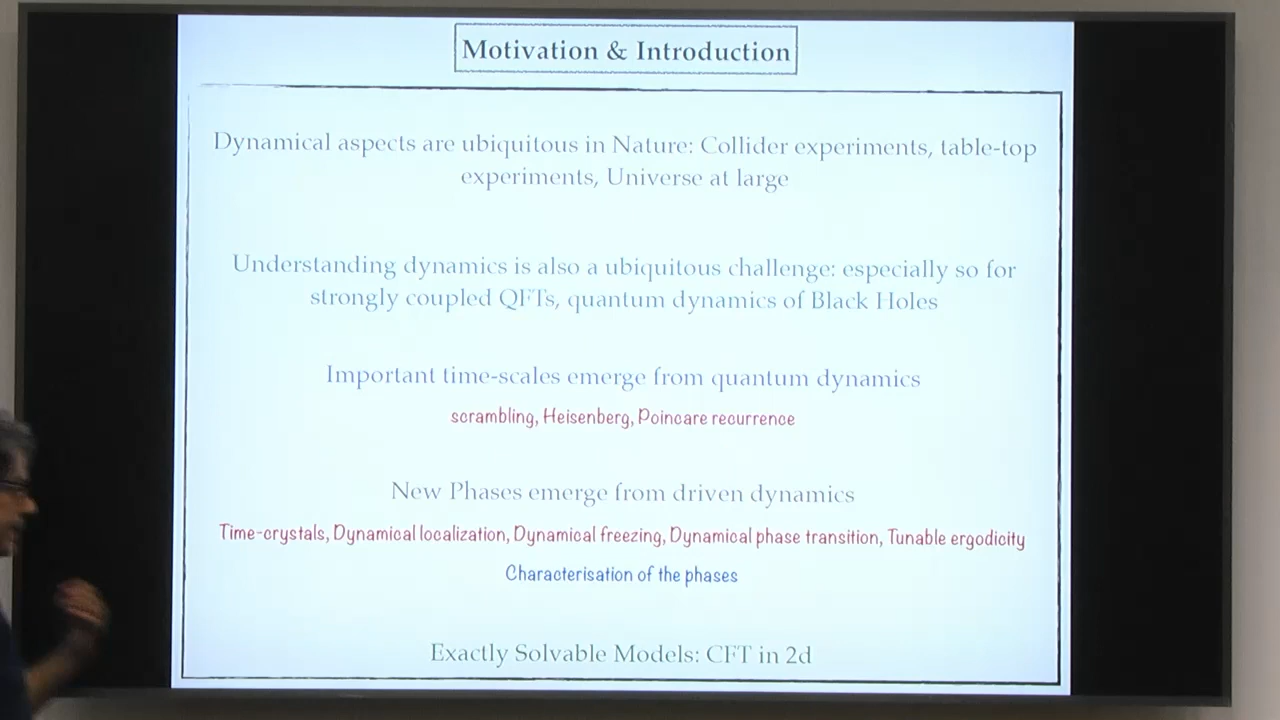 Motivation & Introduction
Dynamical aspects are ubiquitous in Nature: Collider experiments, table-top
experiments, Universe at large
Understanding dynamics is also a ubiquitous challenge: especially so for
strongly coupled QFTs, quantum dynamics of Black Holes
Important time-scales emerge from quantum dynamics
scrambling, Heisenberg, Poincare recurrence
New Phases emerge from driven dynamics
Time-crystals, Dynamical localization, Dynamical freezing, Dynamical phase transition, Tunable ergodicity
Characterisation of the phases
Exactly Solvable Models: CFT in 2d